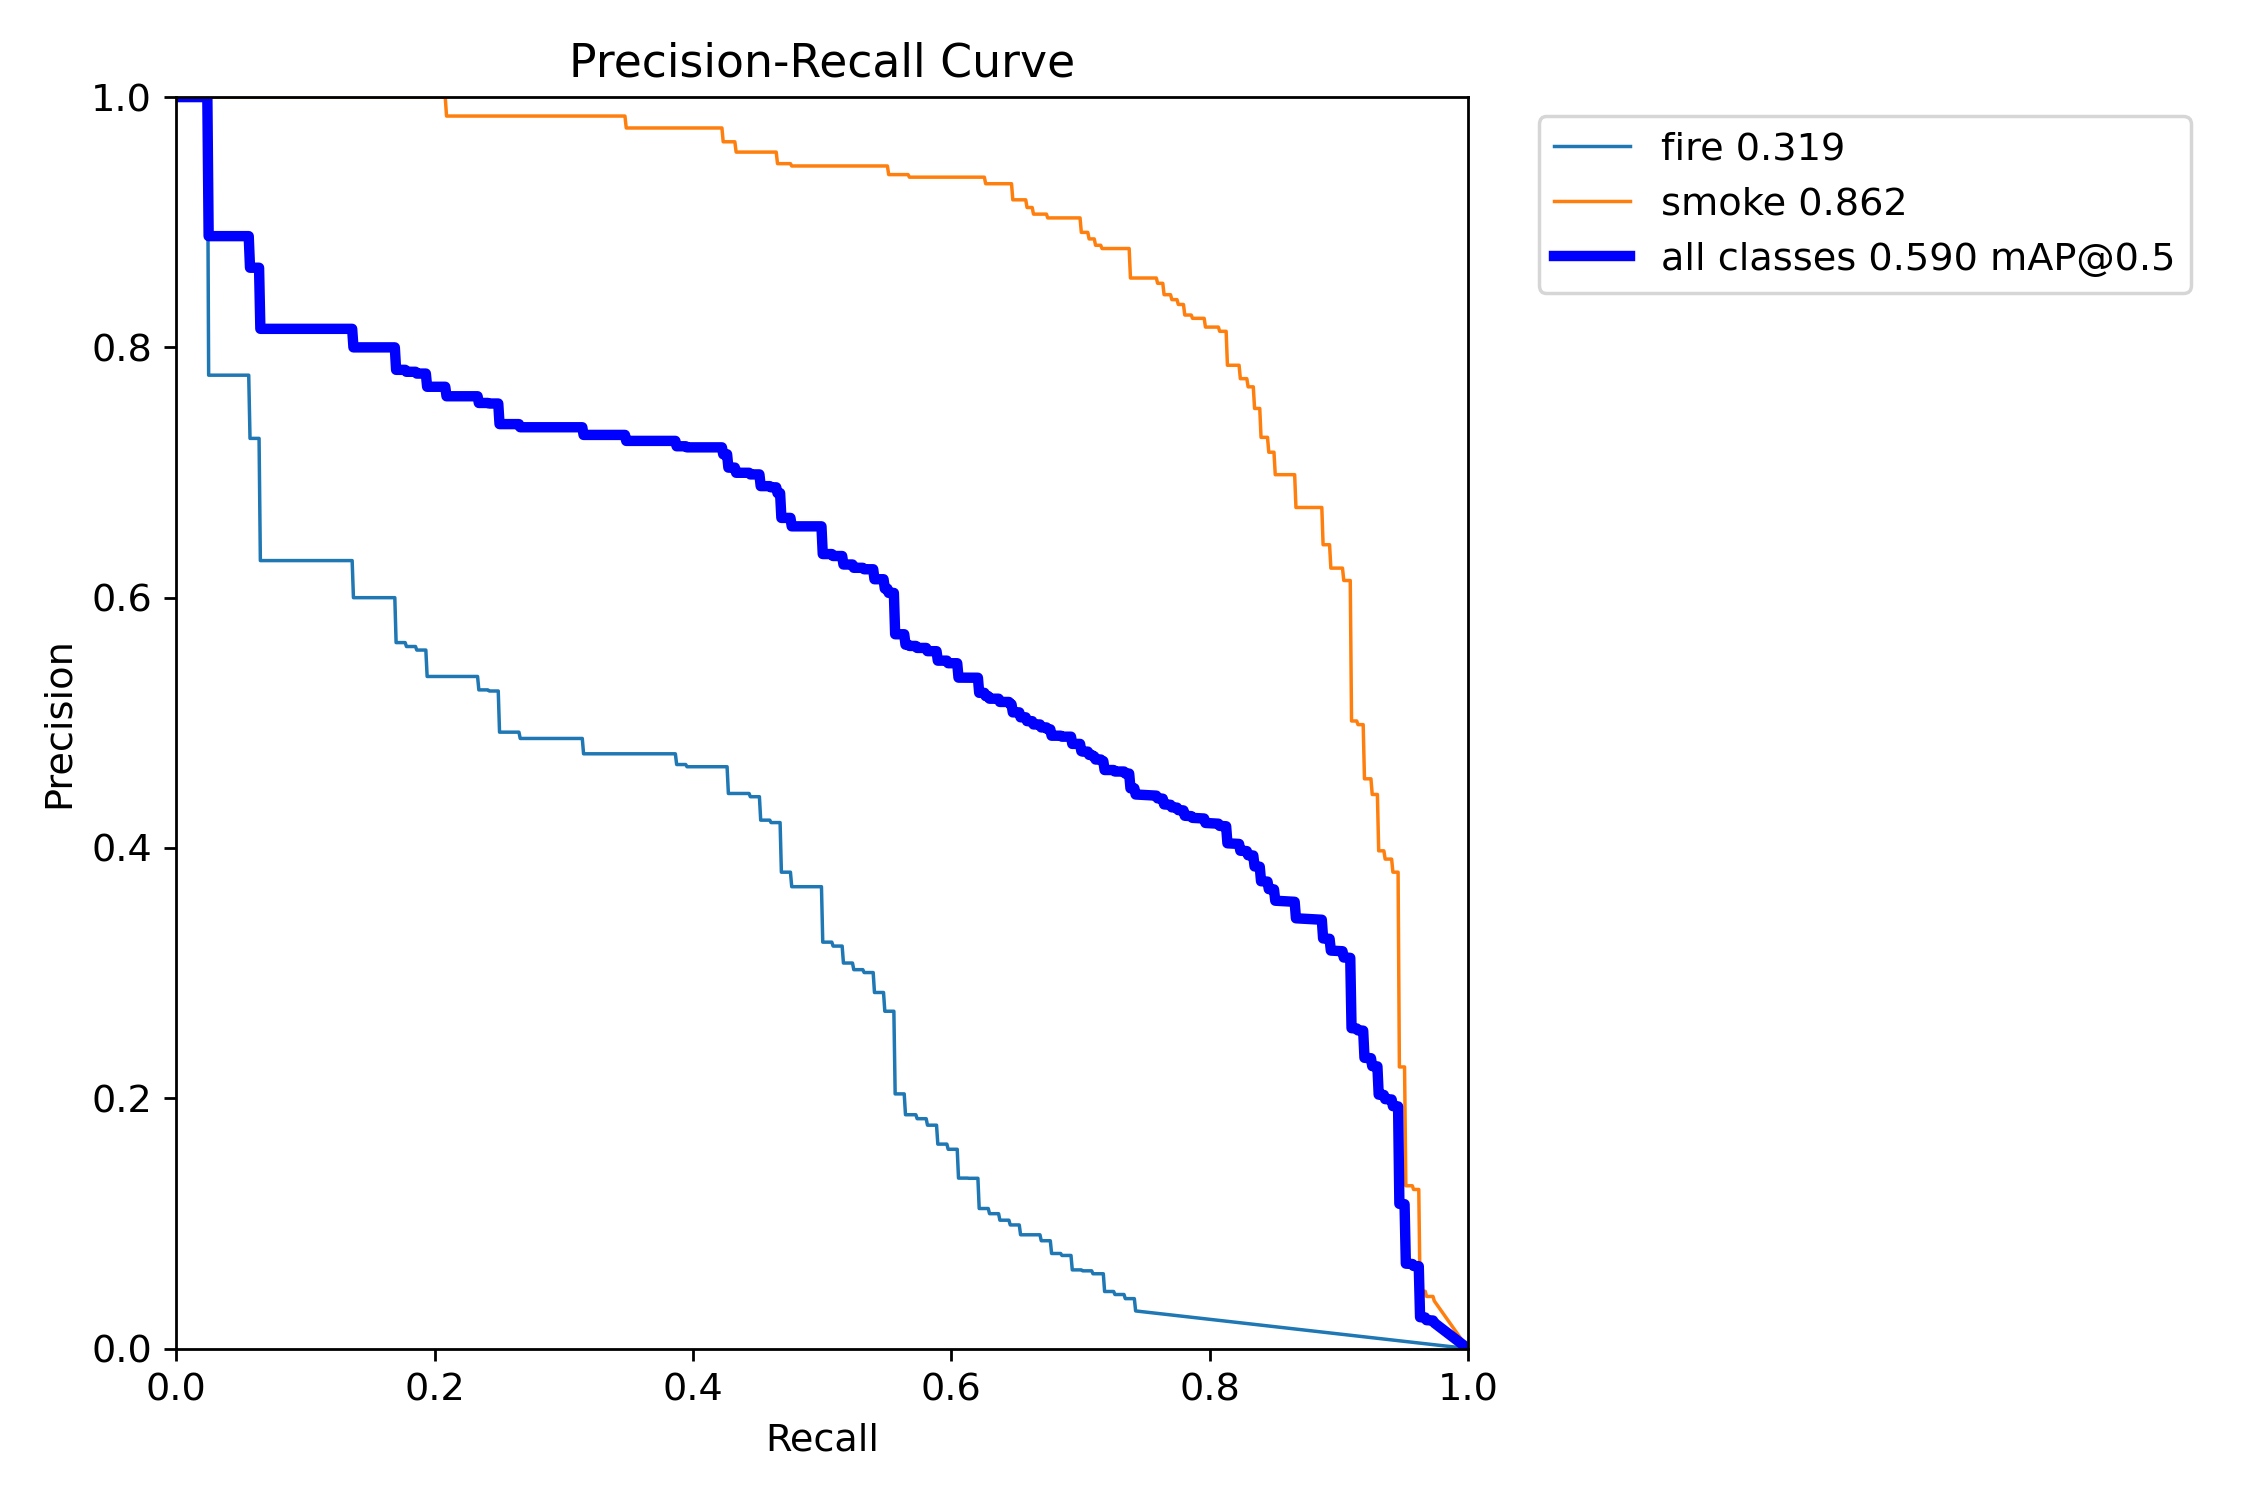 Precision-Recall Curve
1.0
0.8
0.6
0.4
0.2
0.0
Precision
0.0 0.2 0.4 0.6 0.8 1.0
Recall
fire 0.319
smoke 0.862
all classes 0.590 mAP@0.5